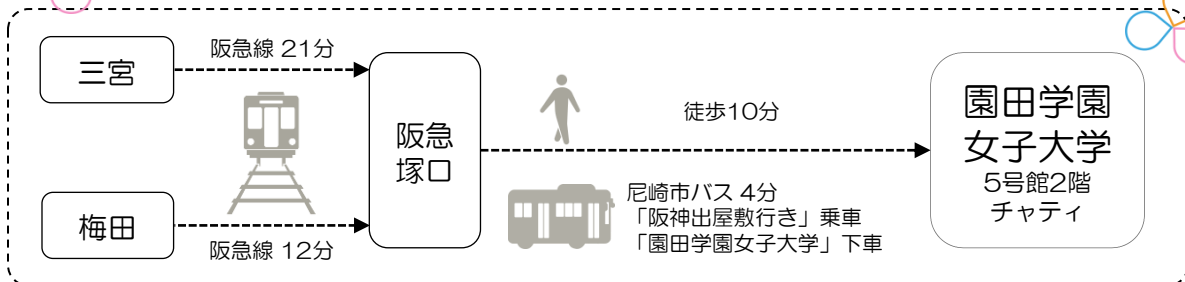 三宮
阪急線 21分
梅田
阪急線 12分
阪急
塚口
徒歩10分
尼崎市バス 4分
「阪神出屋敷行き」乗車
「園田学園女子大学」下車
園田学園
女子大学
5号館2階
チャティ